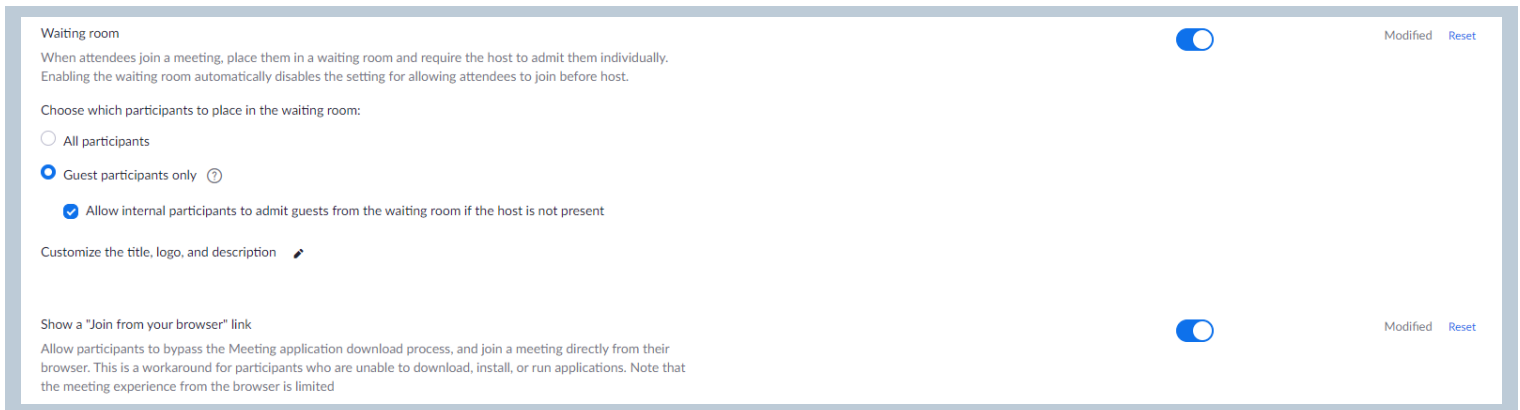 Waiting room
Modified Reset
When attendees join a meeting, place them in a waiting room and require the host to admit them individually.
Enabling the waiting room automatically disables the setting for allowing attendees to join before host.
Choose which participants to place in the waiting room:
All participants
Guest participants only ?
Allow internal participants to admit guests from the waiting room if the host is not present
Customize the title, logo, and description
Show a "Join from your browser" link
Modified Reset
Allow participants to bypass the Meeting application download process, and join a meeting directly from their
browser. This is a workaround for participants who are unable to download, install, or run applications. Note that
the meeting experience from the browser is limited